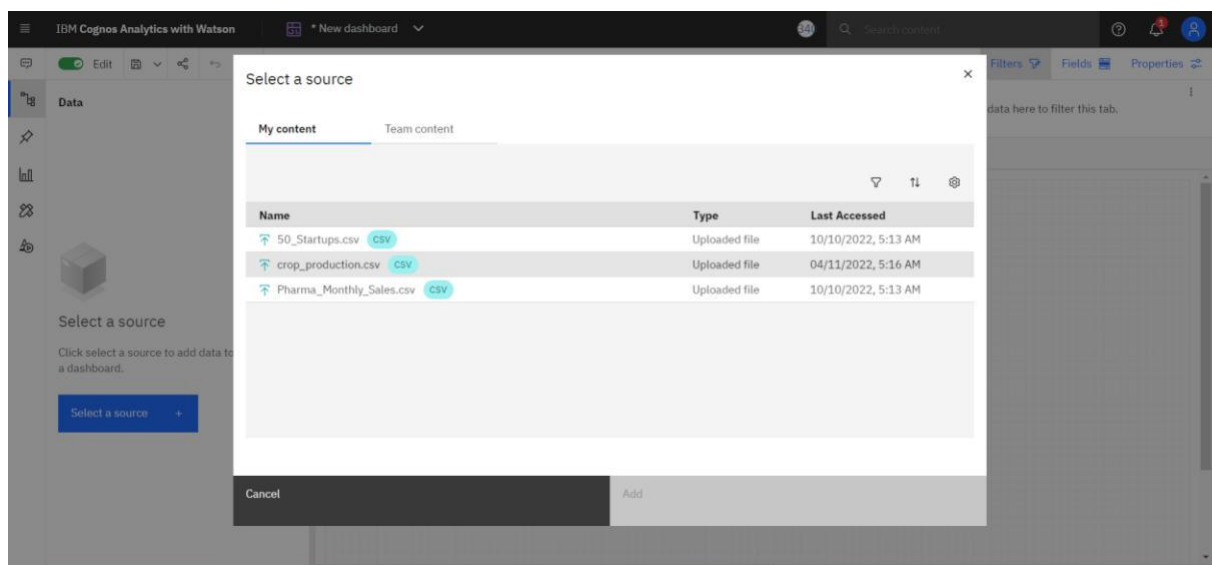 IBM Cognos Analytics with Watson
* New dashboard
Search content
1
Edit
Filters
Fields
Properties
Select a source
Data
data here to filter this tab.
My content
Team content
Name Type Last Accessed
50_Startups.csv CSV Uploaded file 10/10/2022, 5:13 AM
crop_production.csv CSV Uploaded file 04/11/2022, 5:16 AM
Pharma_Monthly_Sales.csv CSV Uploaded file 10/10/2022, 5:13 AM
Select a source
Click select a source to add data to
a dashboard.
Select a source +
Cancel
Add